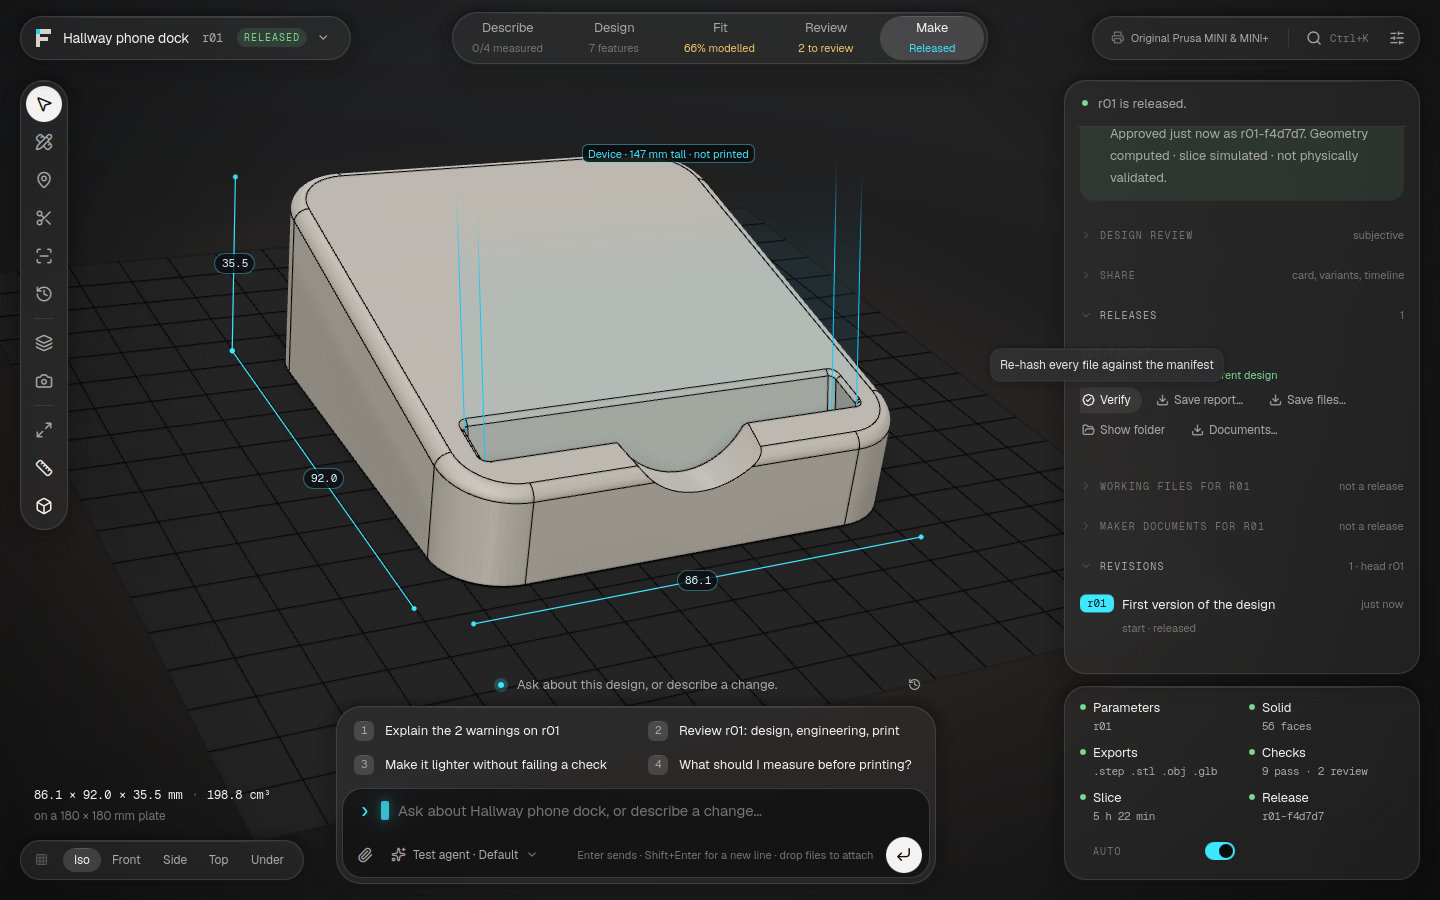 Hallway phone dock r01 RELEASED
Describe
0/4 measured
Design
7 features
Fit
66% modelled
Review
2 to review
Make
Released
Original Prusa MINI & MINI+
Ctrl+K
r01 is released.
Approved just now as r01-f4d7d7. Geometry
computed · slice simulated · not physically
validated.
DESIGN REVIEW subjective
SHARE card, variants, timeline
RELEASES 1
Re-hash every file against the manifest
rent design
Verify Save report… Save files…
Show folder Documents…
WORKING FILES FOR R01 not a release
MAKER DOCUMENTS FOR R01 not a release
REVISIONS 1 · head r01
r01 First version of the design just now
start · released
Device · 147 mm tall · not printed
35.5
92.0
86.1
Ask about this design, or describe a change.
1 Explain the 2 warnings on r01
2 Review r01: design, engineering, print
3 Make it lighter without failing a check
4 What should I measure before printing?
Ask about Hallway phone dock, or describe a change…
Test agent · Default
Enter sends · Shift+Enter for a new line · drop files to attach
86.1 × 92.0 × 35.5 mm · 198.8 cm³
on a 180 × 180 mm plate
Iso Front Side Top Under
Parameters
r01
Solid
56 faces
Exports
.step .stl .obj .glb
Checks
9 pass · 2 review
Slice
5 h 22 min
Release
r01-f4d7d7
AUTO